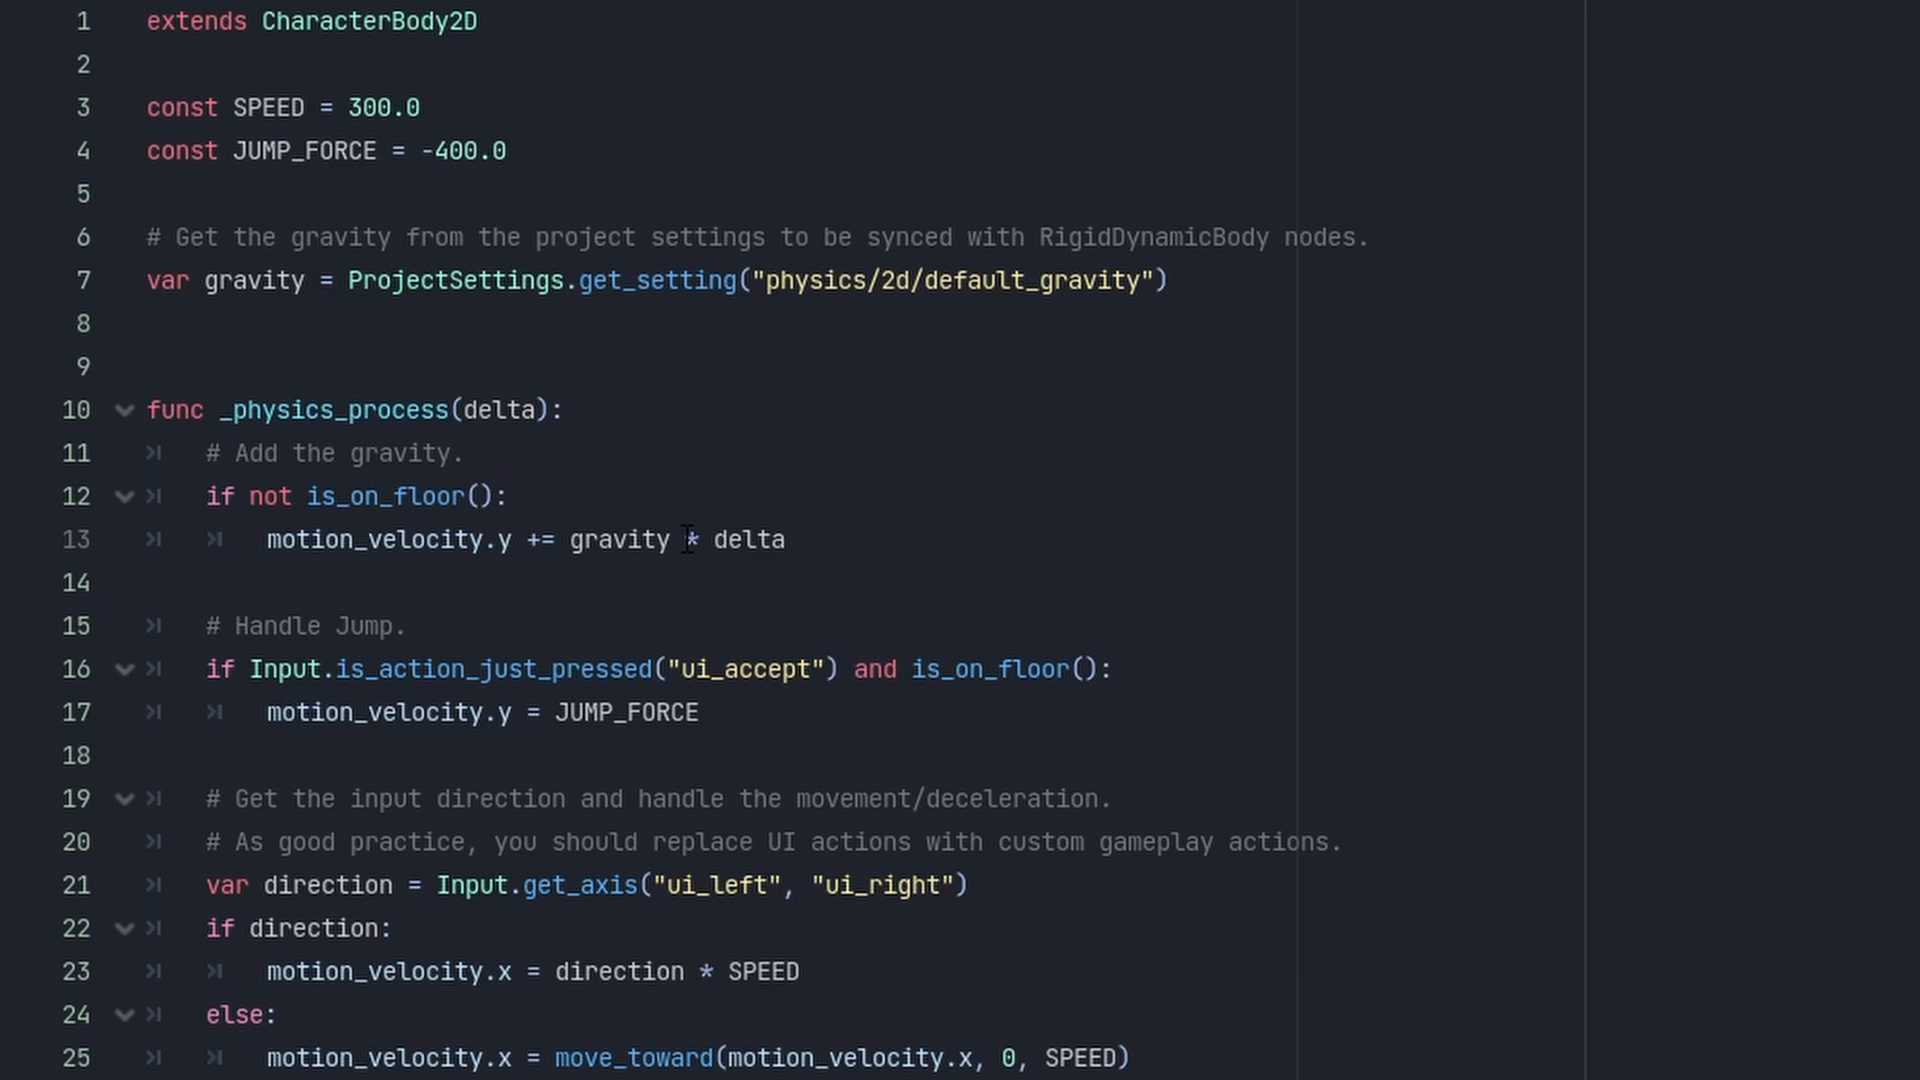 1 extends CharacterBody2D
2
3 const SPEED = 300.0
4 const JUMP_FORCE = -400.0
5
6 # Get the gravity from the project settings to be synced with RigidDynamicBody nodes.
7 var gravity = ProjectSettings.get_setting("physics/2d/default_gravity")
8
9
10 func _physics_process(delta):
11 # Add the gravity.
12 if not is_on_floor():
13 motion_velocity.y += gravity * delta
14
15 # Handle Jump.
16 if Input.is_action_just_pressed("ui_accept") and is_on_floor():
17 motion_velocity.y = JUMP_FORCE
18
19 # Get the input direction and handle the movement/deceleration.
20 # As good practice, you should replace UI actions with custom gameplay actions.
21 var direction = Input.get_axis("ui_left", "ui_right")
22 if direction:
23 motion_velocity.x = direction * SPEED
24 else:
25 motion_velocity.x = move_toward(motion_velocity.x, 0, SPEED)